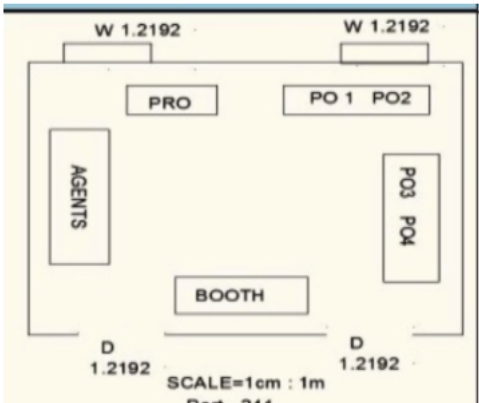 W 1.2192
W 1.2192
PRO
PO 1 PO2
AGENTS
PO3 PO4
BOOTH
D
1.2192
D
1.2192
SCALE=1cm : 1m